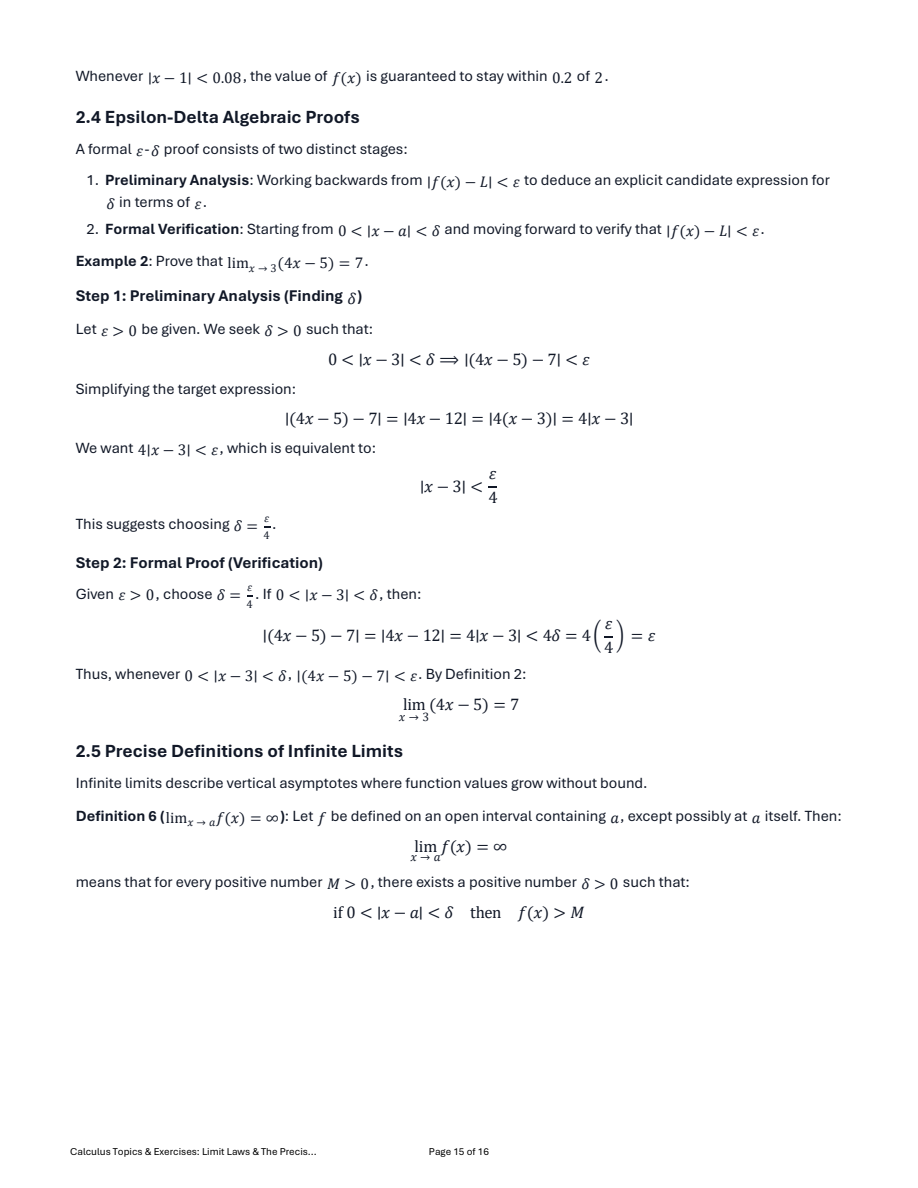 Whenever |x − 1| < 0.08, the value of f(x) is guaranteed to stay within 0.2 of 2.
2.4 Epsilon-Delta Algebraic Proofs
A formal ε-δ proof consists of two distinct stages:
1. Preliminary Analysis: Working backwards from |f(x) − L| < ε to deduce an explicit candidate expression for
δ in terms of ε.
2. Formal Verification: Starting from 0 < |x − a| < δ and moving forward to verify that |f(x) − L| < ε.
Example 2: Prove that lim_{x → 3}(4x − 5) = 7.
Step 1: Preliminary Analysis (Finding δ)
Let ε > 0 be given. We seek δ > 0 such that:
0 < |x − 3| < δ ⟹ |(4x − 5) − 7| < ε
Simplifying the target expression:
|(4x − 5) − 7| = |4x − 12| = |4(x − 3)| = 4|x − 3|
We want 4|x − 3| < ε, which is equivalent to:
|x − 3| < ε/4
This suggests choosing δ = ε/4.
Step 2: Formal Proof (Verification)
Given ε > 0, choose δ = ε/4. If 0 < |x − 3| < δ, then:
|(4x − 5) − 7| = |4x − 12| = 4|x − 3| < 4δ = 4(ε/4) = ε
Thus, whenever 0 < |x − 3| < δ, |(4x − 5) − 7| < ε. By Definition 2:
lim_{x → 3}(4x − 5) = 7
2.5 Precise Definitions of Infinite Limits
Infinite limits describe vertical asymptotes where function values grow without bound.
Definition 6 (lim_{x → a} f(x) = ∞): Let f be defined on an open interval containing a, except possibly at a itself. Then:
lim_{x → a} f(x) = ∞
means that for every positive number M > 0, there exists a positive number δ > 0 such that:
if 0 < |x − a| < δ then f(x) > M
Calculus Topics & Exercises: Limit Laws & The Precis... Page 15 of 16